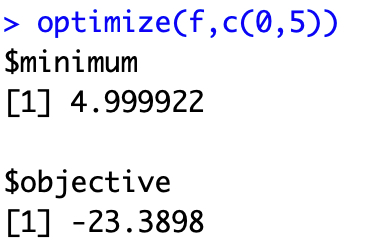 > optimize(f,c(0,5))
$minimum
[1] 4.999922

$objective
[1] -23.3898